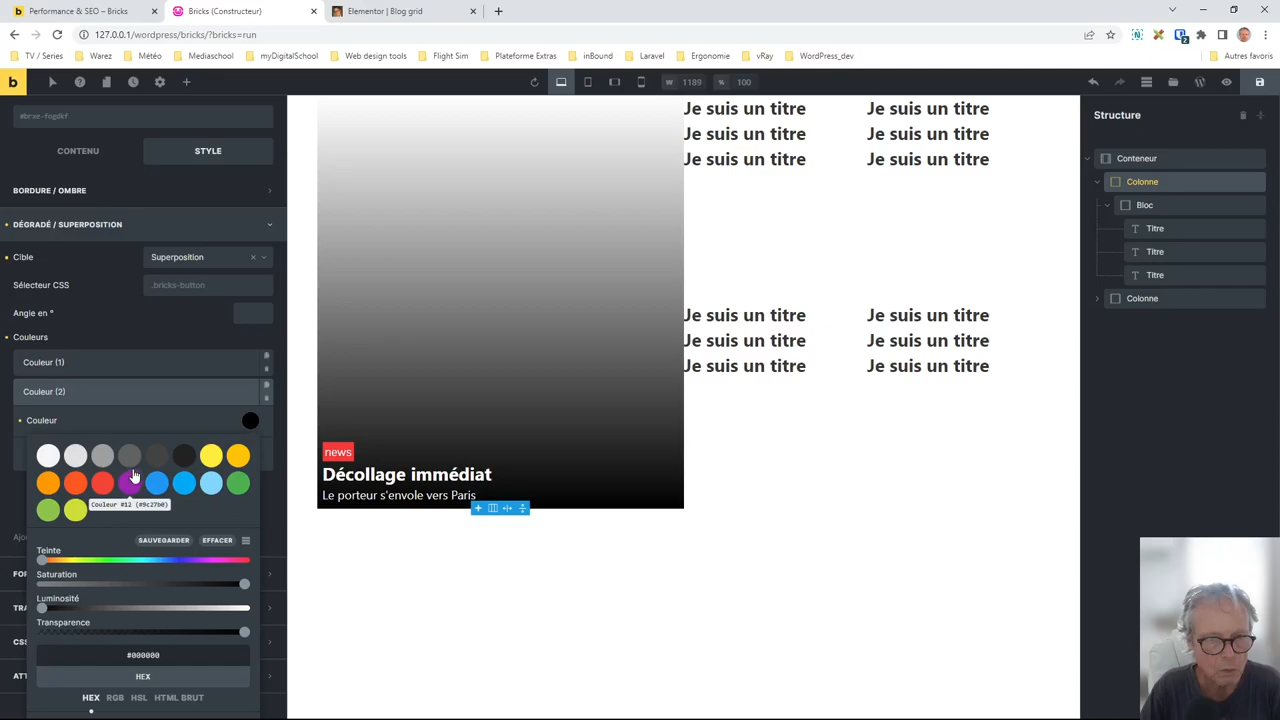 Performance & SEO – Bricks
Bricks (Constructeur)
Elementor | Blog grid
127.0.0.1/wordpress/bricks/?bricks=run
TV / Series
Warez
Météo
Mediaschool
myDigitalSchool
Web design tools
Flight Sim
Plateforme Extras
inBound
Laravel
Ergonomie
vRay
WordPress_dev
Autres favoris
b
W 1189 % 100
#brxe-fogdkf
CONTENU
STYLE
BORDURE / OMBRE
DÉGRADÉ / SUPERPOSITION
Cible
Superposition
Sélecteur CSS
.bricks-button
Angle en °
Couleurs
Couleur (1)
Couleur (2)
Couleur
Couleur #12 (#9c27b0)
SAUVEGARDER
EFFACER
Teinte
Saturation
Luminosité
Transparence
#000000
HEX
HEX RGB HSL HTML BRUT
Je suis un titre
Je suis un titre
Je suis un titre
Je suis un titre
Je suis un titre
Je suis un titre
Je suis un titre
Je suis un titre
Je suis un titre
Je suis un titre
Je suis un titre
Je suis un titre
news
Décollage immédiat
Le porteur s'envole vers Paris
Structure
Conteneur
Colonne
Bloc
Titre
Titre
Titre
Colonne